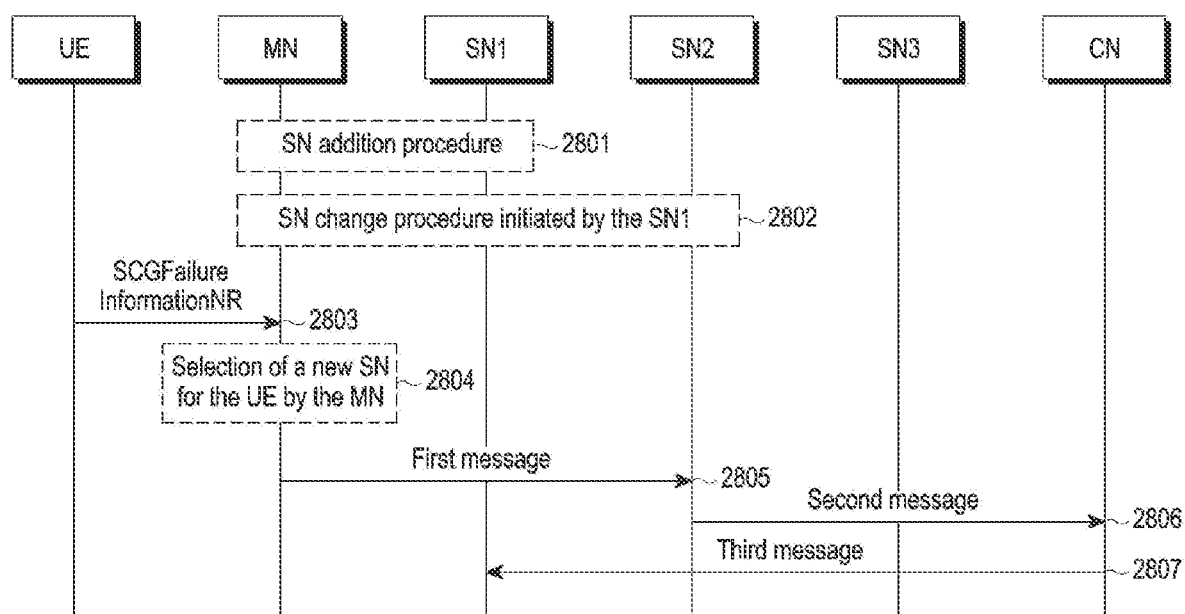 UE
MN
SN1
SN2
SN3
CN
SN addition procedure
2801
SN change procedure initiated by the SN1
2802
SCGFailure
InformationNR
2803
Selection of a new SN
for the UE by the MN
2804
First message
2805
Second message
2806
Third message
2807